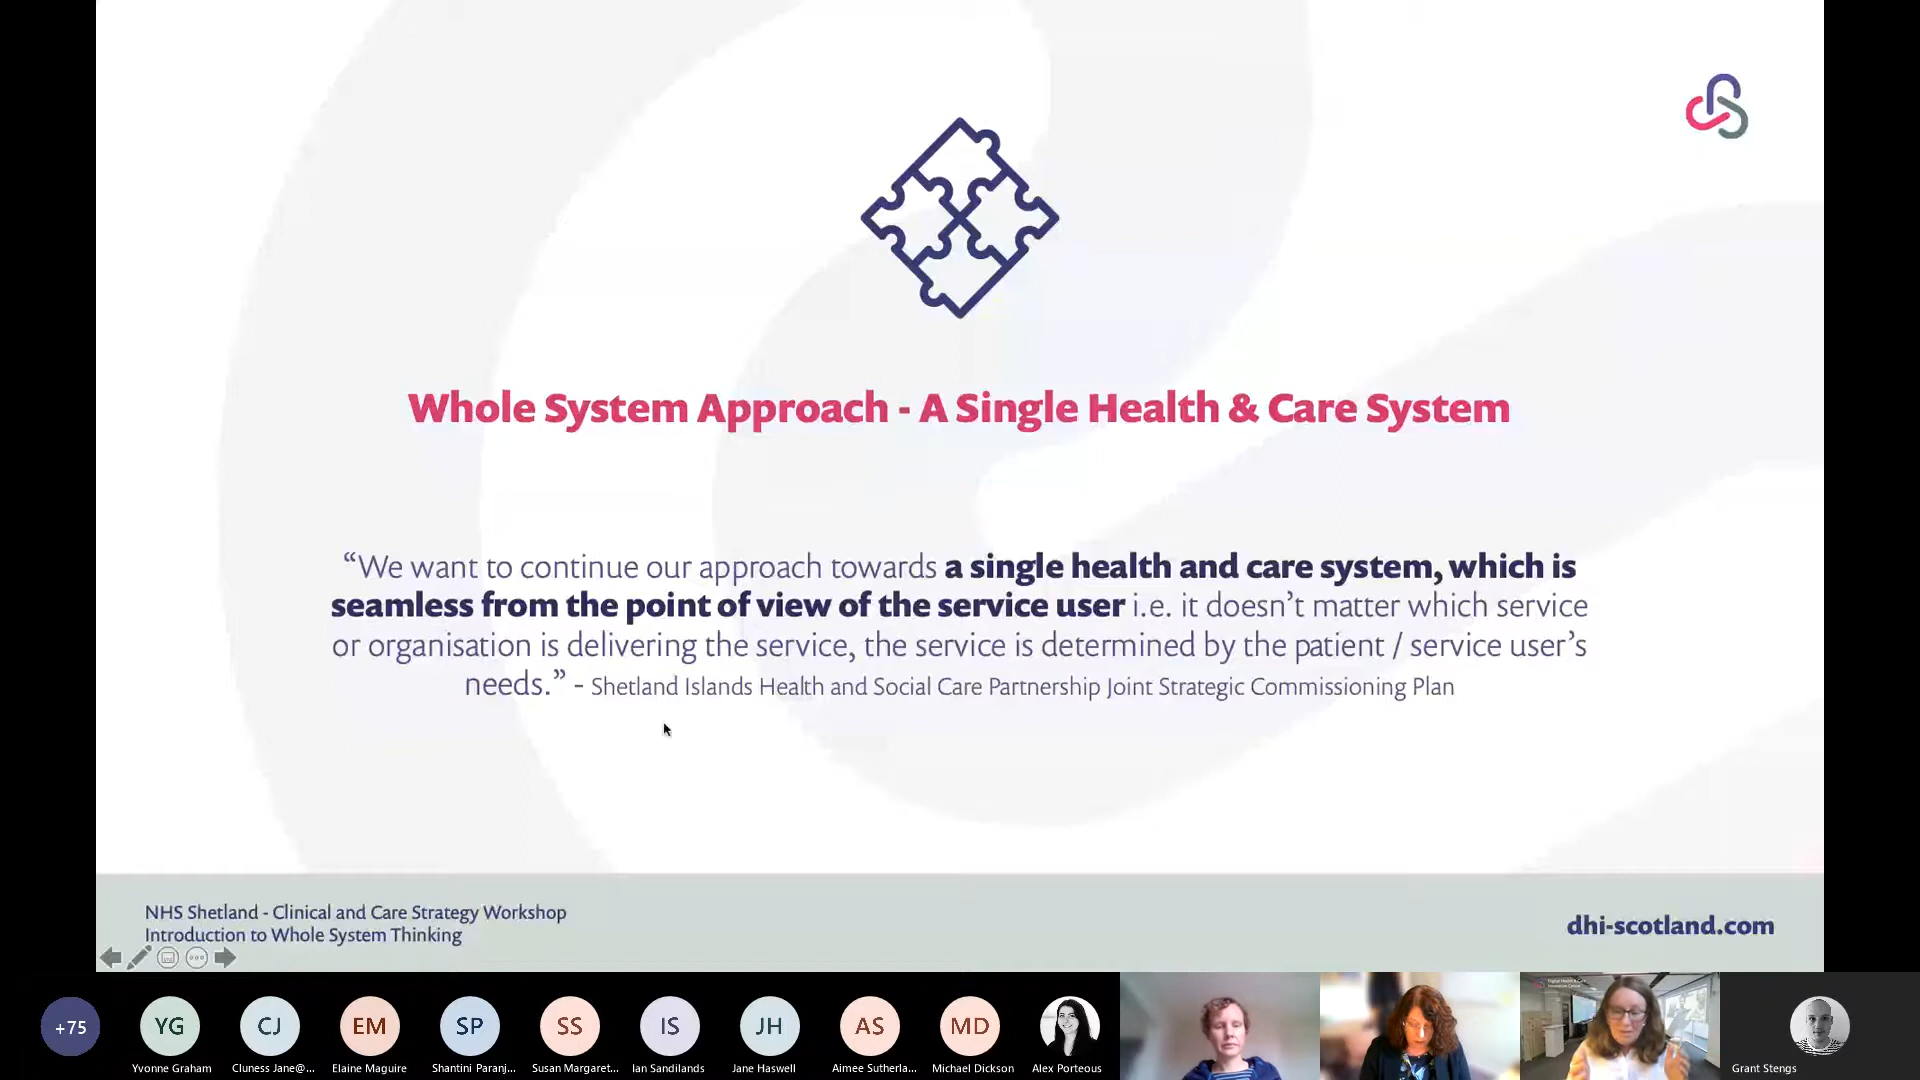 Whole System Approach - A Single Health & Care System
“We want to continue our approach towards a single health and care system, which is
seamless from the point of view of the service user i.e. it doesn’t matter which service
or organisation is delivering the service, the service is determined by the patient / service user’s
needs.” - Shetland Islands Health and Social Care Partnership Joint Strategic Commissioning Plan
NHS Shetland - Clinical and Care Strategy Workshop
Introduction to Whole System Thinking
dhi-scotland.com
+75
YG
CJ
EM
SP
SS
IS
JH
AS
MD
Yvonne Graham
Cluness Jane@...
Elaine Maguire
Shantini Paranj...
Susan Margaret...
Ian Sandilands
Jane Haswell
Aimee Sutherla...
Michael Dickson
Alex Porteous
Grant Stengs